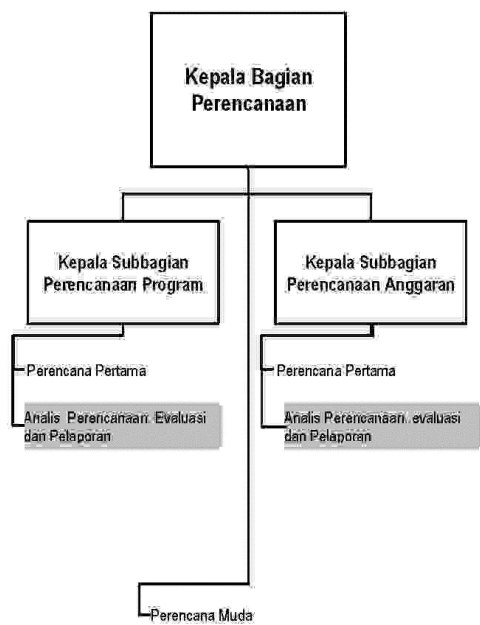 Kepala Bagian
Perencanaan
Kepala Subbagian
Perencanaan Program
Kepala Subbagian
Perencanaan Anggaran
Perencana Pertama
Analis Perencanaan. Evaluasi
dan Pelaporan
Perencana Pertama
Analis Perencanaan. evaluasi
dan Pelaporan
Perencana Muda